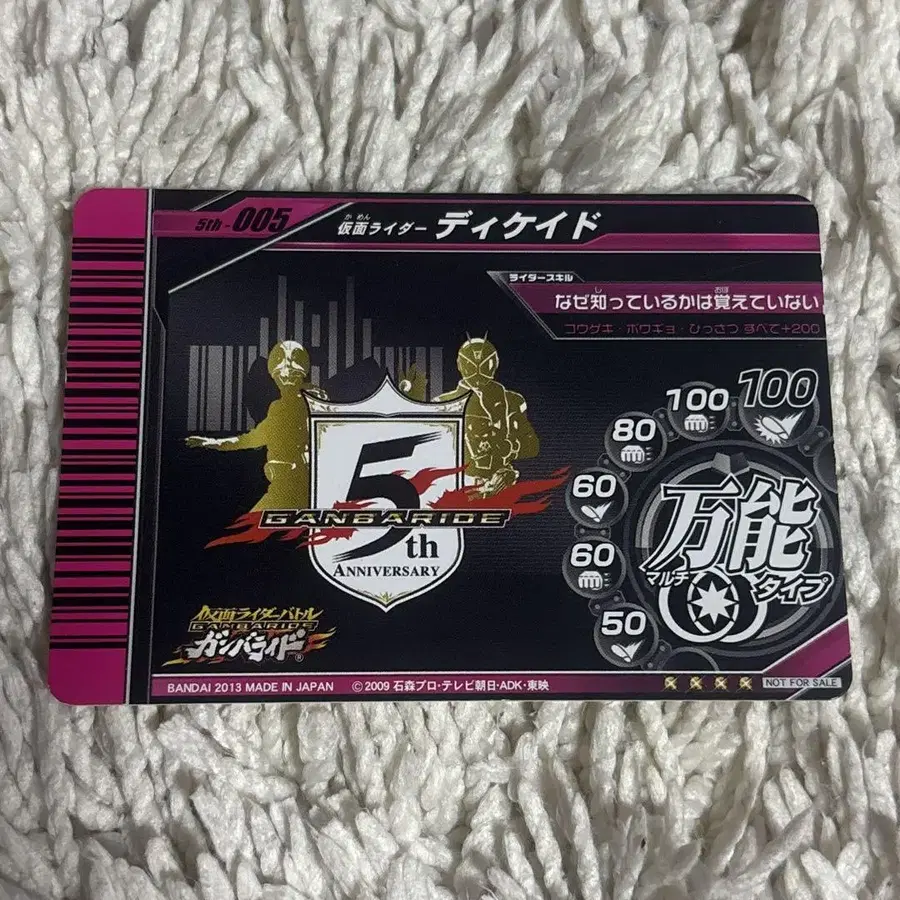 5th-005
かめん
仮面ライダー ディケイド
ライダースキル
し おぼ
なぜ知っているかは覚えていない
コウゲキ・ボウギョ・ひっさつ すべて+200
100
100
80
60
60
50
万能
マルチ タイプ
5th
GANBARIDE
ANNIVERSARY
仮面ライダーバトル
GANBARIDE
ガンバライド®
BANDAI 2013 MADE IN JAPAN ©2009 石森プロ・テレビ朝日・ADK・東映
NOT FOR SALE